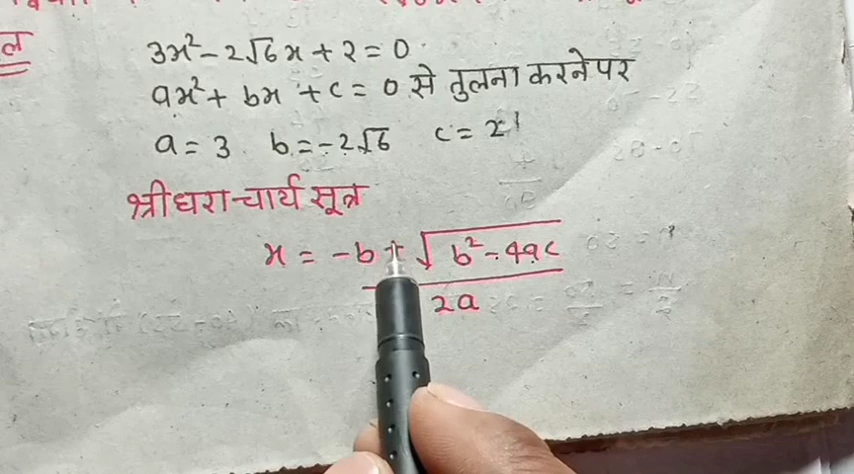 ल
3x² - 2√6x + 2 = 0
ax² + bx + c = 0 से तुलना करने पर
a = 3 b = -2√6 c = 2
श्रीधराचार्य सूत्र
x = -b ± √b² - 4ac
2a